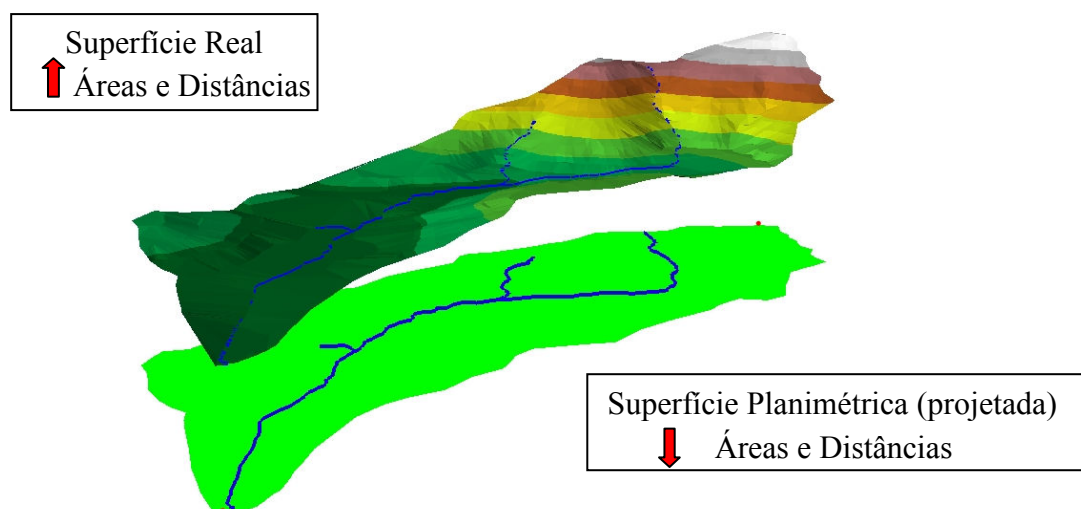 Superfície Real
Áreas e Distâncias
Superfície Planimétrica (projetada)
Áreas e Distâncias